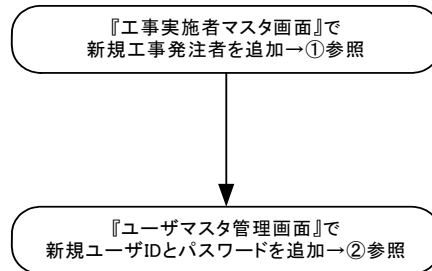 『工事実施者マスタ画面』で
新規工事発注者を追加→①参照
『ユーザマスタ管理画面』で
新規ユーザIDとパスワードを追加→②参照